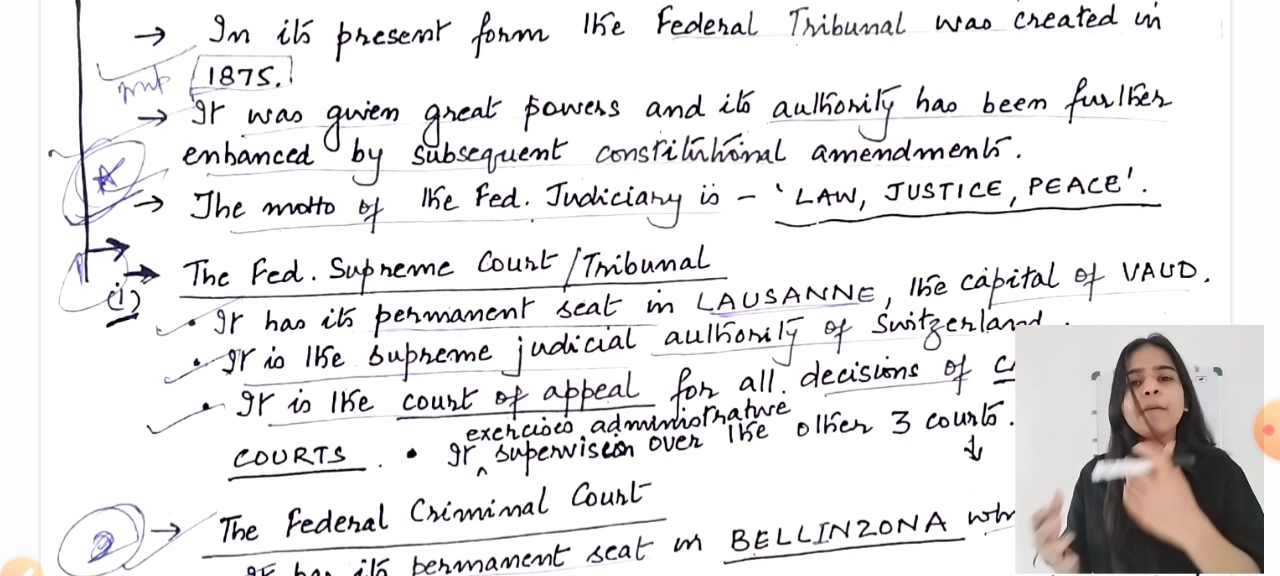 → In its present form the Federal Tribunal was created in
1875.
→ It was given great powers and its authority has been further
enhanced by subsequent constitutional amendments.
→ The motto of the Fed. Judiciary is – 'LAW, JUSTICE, PEACE'.
→ The Fed. Supreme Court/Tribunal
(i)
• It has its permanent seat in LAUSANNE, the capital of VAUD.
• It is the supreme judicial authority of Switzerland.
• It is the court of appeal for all decisions of
exercises administrative
COURTS. • It ^ supervision over the other 3 courts.
2 → The Federal Criminal Court
It has its permanent seat in BELLINZONA